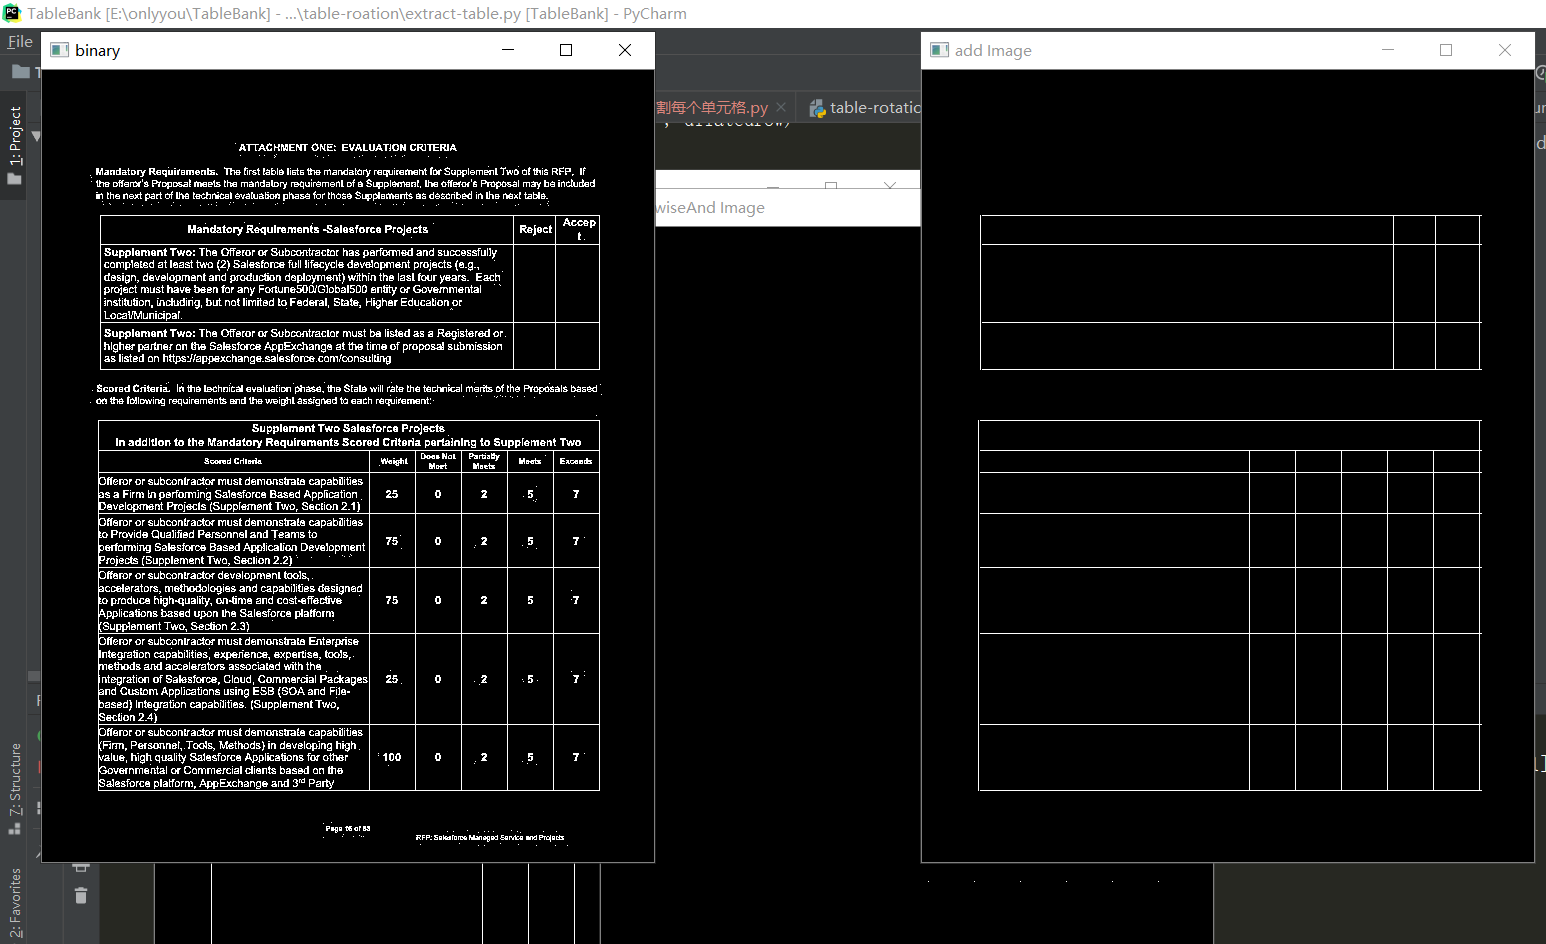 TableBank [E:\onlyyou\TableBank] - ...\table-roation\extract-table.py [TableBank] - PyCharm
File
binary
add Image
1: Project
割每个单元格.py
table-rotatio
wiseAnd Image
7: Structure
2: Favorites
ATTACHMENT ONE: EVALUATION CRITERIA
Mandatory Requirements. The first table lists the mandatory requirement for Supplement Two of this RFP. If
the offeror's Proposal meets the mandatory requirement of a Supplement, the offeror's Proposal may be included
in the next part of the technical evaluation phase for those Supplements as described in the next table.
Mandatory Requirements -Salesforce Projects Reject Accep
t
Supplement Two: The Offeror or Subcontractor has performed and successfully
completed at least two (2) Salesforce full lifecycle development projects (e.g.,
design, development and production deployment) within the last four years. Each
project must have been for any Fortune500/Global500 entity or Governmental
institution, including, but not limited to Federal, State, Higher Education or
Local/Municipal.
Supplement Two: The Offeror or Subcontractor must be listed as a Registered or
higher partner on the Salesforce AppExchange at the time of proposal submission
as listed on https://appexchange.salesforce.com/consulting
Scored Criteria. In the technical evaluation phase, the State will rate the technical merits of the Proposals based
on the following requirements and the weight assigned to each requirement:
Supplement Two Salesforce Projects
In addition to the Mandatory Requirements Scored Criteria pertaining to Supplement Two
Scored Criteria Weight Does Not Meet Partially Meets Meets Exceeds
Offeror or subcontractor must demonstrate capabilities
as a Firm in performing Salesforce Based Application
Development Projects (Supplement Two, Section 2.1)
25 0 2 5 7
Offeror or subcontractor must demonstrate capabilities
to Provide Qualified Personnel and Teams to
performing Salesforce Based Application Development
Projects (Supplement Two, Section 2.2)
75 0 2 5 7
Offeror or subcontractor development tools,
accelerators, methodologies and capabilities designed
to produce high-quality, on-time and cost-effective
Applications based upon the Salesforce platform
(Supplement Two, Section 2.3)
75 0 2 5 7
Offeror or subcontractor must demonstrate Enterprise
Integration capabilities, experience, expertise, tools,
methods and accelerators associated with the
integration of Salesforce, Cloud, Commercial Packages
and Custom Applications using ESB (SOA and File-
based) Integration capabilities. (Supplement Two,
Section 2.4)
25 0 2 5 7
Offeror or subcontractor must demonstrate capabilities
(Firm, Personnel, Tools, Methods) in developing high
value, high quality Salesforce Applications for other
Governmental or Commercial clients based on the
Salesforce platform, AppExchange and 3rd Party
100 0 2 5 7
RFP: Salesforce Managed Service and Projects